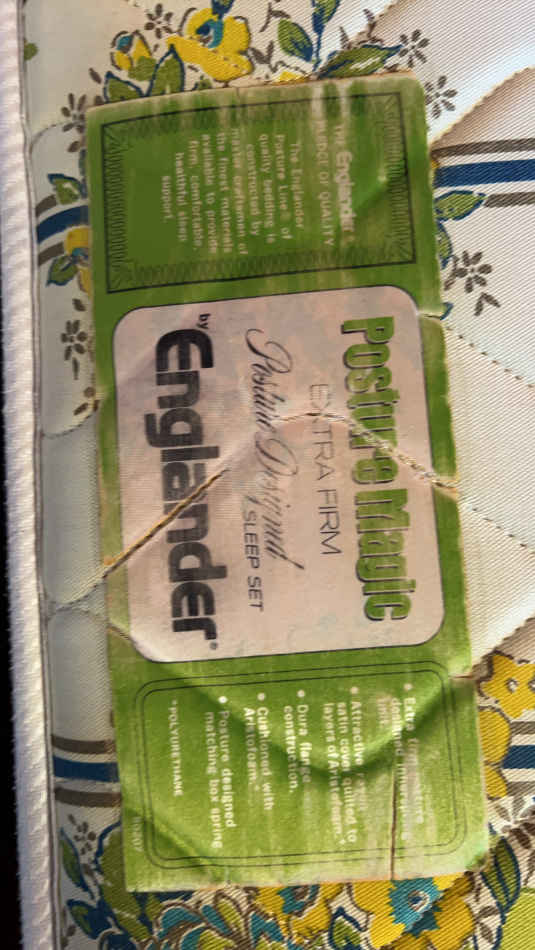 the Englander
PLEDGE OF QUALITY
The Englander
Posture Line® of
quality bedding is
constructed by
master craftsmen of
the finest materials
available to provide
firm, comfortable,
healthful sleep
support.
Posture Magic
EXTRA FIRM
Posture Designed
SLEEP SET
by Englander®
• Extra firm
• Attractive
satin cover quilted to
layers of Aristofoam.*
• Dura flange
construction.
• Cushioned with
Aristofoam.*
• Posture designed
matching box spring
*POLYURETHANE